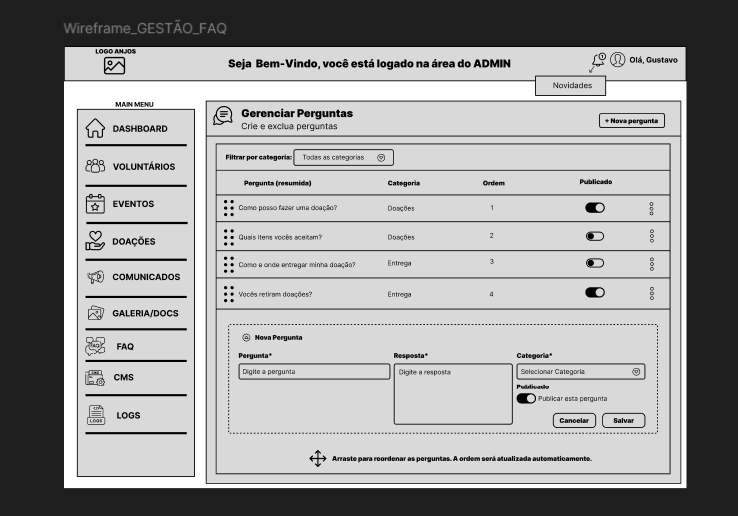 Wireframe_GESTÃO_FAQ
LOGO ANJOS
Seja Bem-Vindo, você está logado na área do ADMIN
1
Olá, Gustavo
Novidades
MAIN MENU
DASHBOARD
VOLUNTÁRIOS
EVENTOS
DOAÇÕES
COMUNICADOS
GALERIA/DOCS
FAQ
FAQ
CMS
CMS
LOGS
LOGS
Gerenciar Perguntas
Crie e exclua perguntas
+ Nova pergunta
Filtrar por categoria: Todas as categorias
Pergunta (resumida) Categoria Ordem Publicado
Como posso fazer uma doação? Doações 1
Quais itens vocês aceitam? Doações 2
Como e onde entregar minha doação? Entrega 3
Vocês retiram doações? Entrega 4
Nova Pergunta
Pergunta* Resposta* Categoria*
Digite a pergunta Digite a resposta Selecionar Categoria
Publicado
Publicar esta pergunta
Cancelar Salvar
Arraste para reordenar as perguntas. A ordem será atualizada automaticamente.